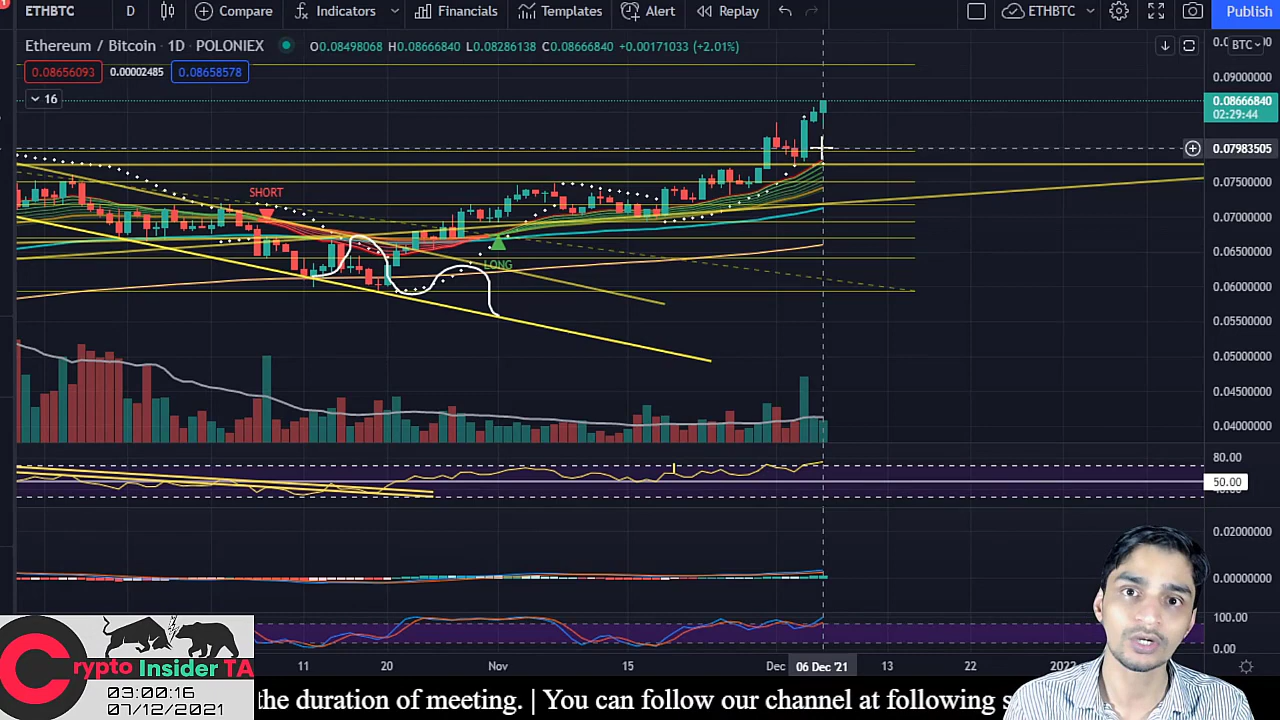 ETHBTC D Compare Indicators Financials Templates Alert Replay ETHBTC Publish
Ethereum / Bitcoin · 1D · POLONIEX O0.08498068 H0.08666840 L0.08286138 C0.08666840 +0.00171033 (+2.01%)
BTC
0.08656093 0.00002485 0.08658578
16
0.09000000
0.08666840
02:29:44
0.07983505
0.07500000
0.07000000
0.06500000
0.06000000
0.05500000
0.05000000
0.04500000
0.04000000
SHORT
LONG
80.00
50.00
0.02000000
0.00000000
100.00
0.00
11 20 Nov 15 Dec 06 Dec '21 13 22 2022
Crypto Insider TA
03:00:16
07/12/2021
the duration of meeting. | You can follow our channel at following s